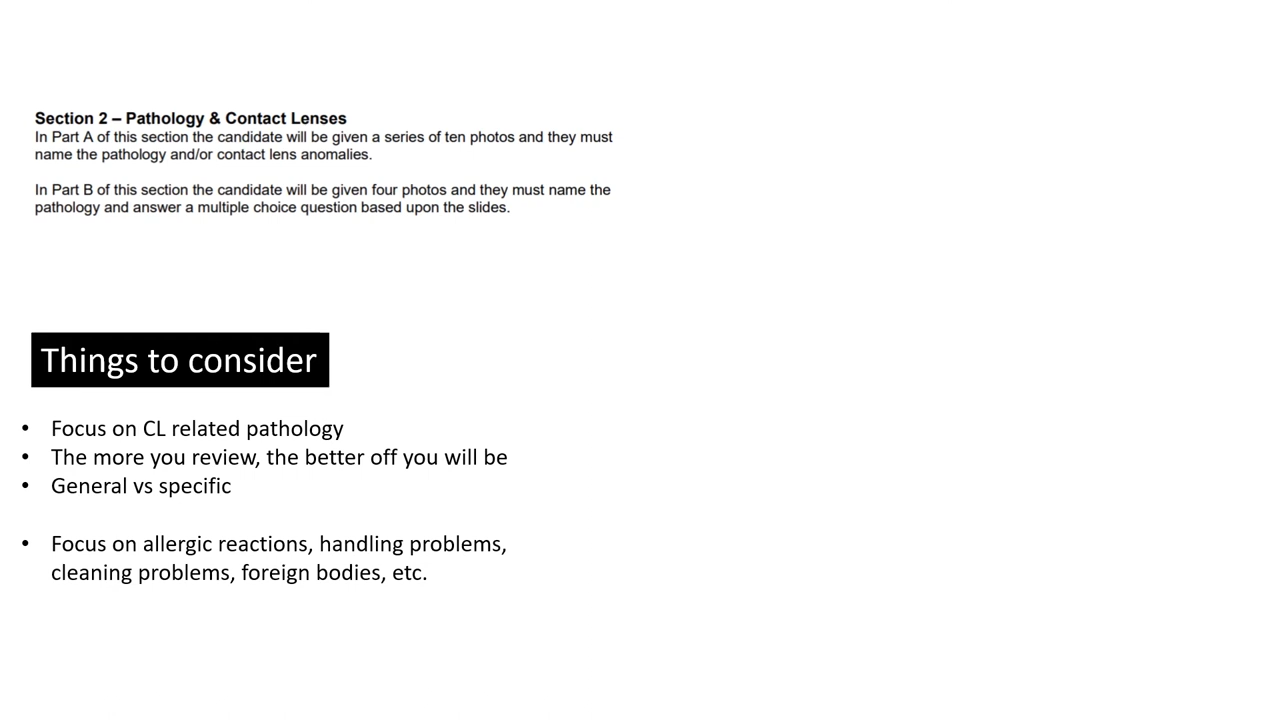 Section 2 – Pathology & Contact Lenses
In Part A of this section the candidate will be given a series of ten photos and they must
name the pathology and/or contact lens anomalies.
In Part B of this section the candidate will be given four photos and they must name the
pathology and answer a multiple choice question based upon the slides.
Things to consider
• Focus on CL related pathology
• The more you review, the better off you will be
• General vs specific
• Focus on allergic reactions, handling problems,
cleaning problems, foreign bodies, etc.